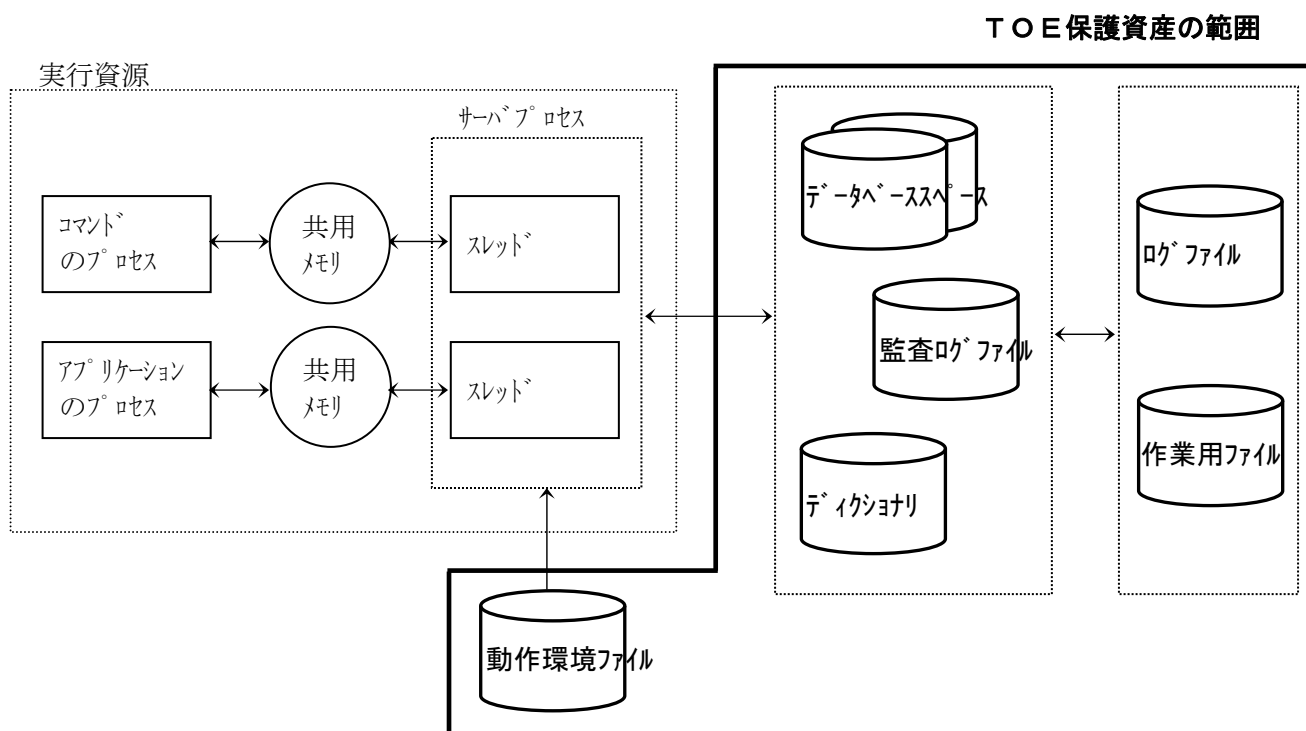 ＴＯＥ保護資産の範囲
実行資源
ｻｰﾊﾞﾌﾟﾛｾｽ
ｺﾏﾝﾄﾞ
のﾌﾟﾛｾｽ
共用
ﾒﾓﾘ
ｽﾚｯﾄﾞ
ｱﾌﾟﾘｹｰｼｮﾝ
のﾌﾟﾛｾｽ
共用
ﾒﾓﾘ
ｽﾚｯﾄﾞ
ﾃﾞｰﾀﾍﾞｰｽｽﾍﾟｰｽ
監査ﾛｸﾞﾌｧｲﾙ
ﾃﾞｨｸｼｮﾅﾘ
ﾛｸﾞﾌｧｲﾙ
作業用ﾌｧｲﾙ
動作環境ﾌｧｲﾙ